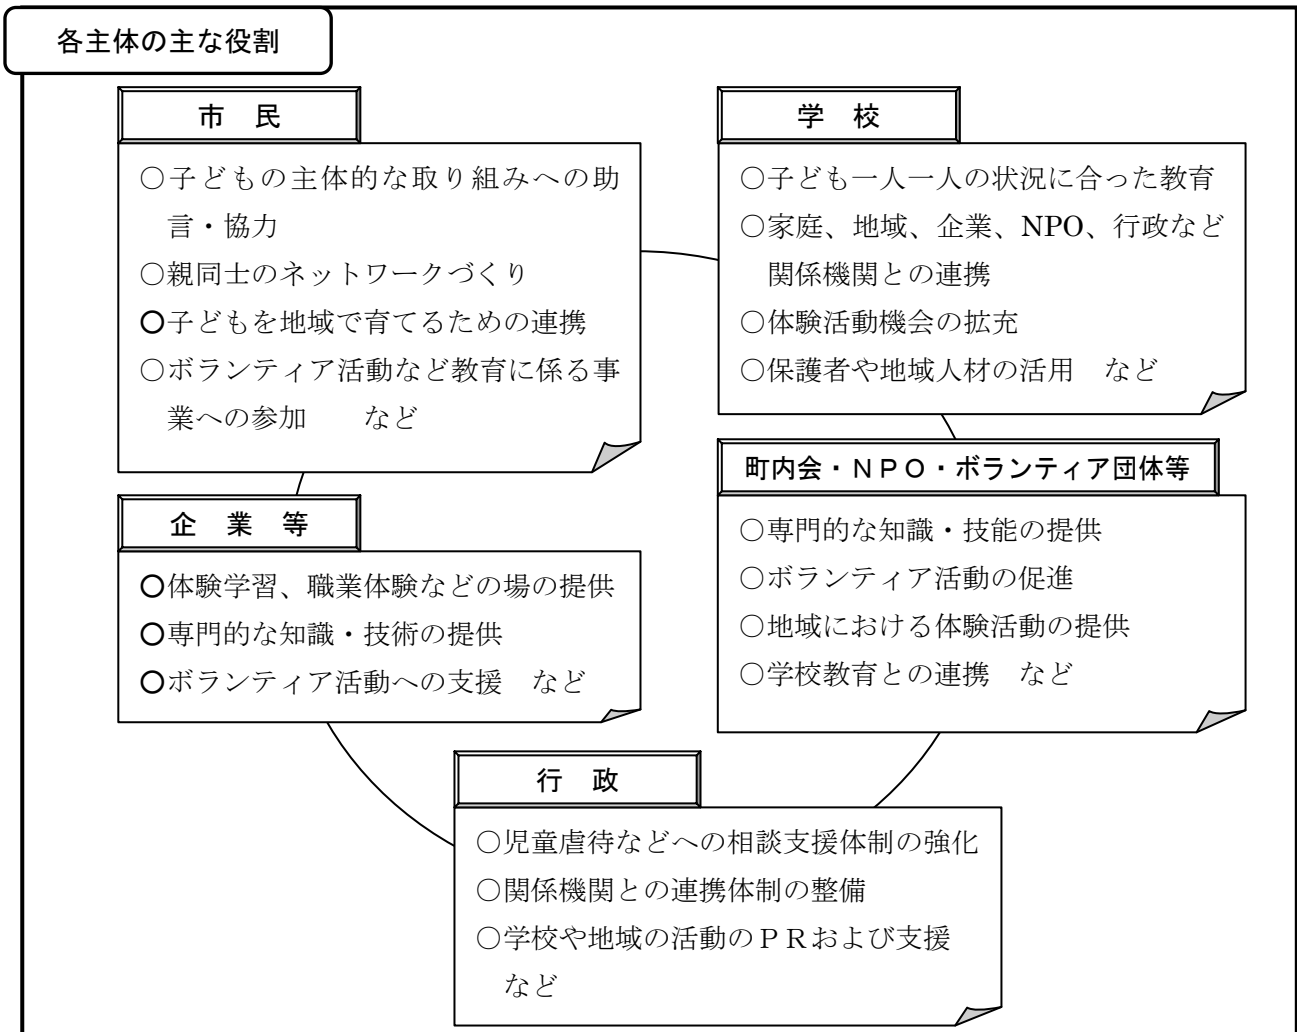 各主体の主な役割
市　民
○子どもの主体的な取り組みへの助
言・協力
○親同士のネットワークづくり
○子どもを地域で育てるための連携
○ボランティア活動など教育に係る事
業への参加　　など
学　校
○子ども一人一人の状況に合った教育
○家庭、地域、企業、NPO、行政など
関係機関との連携
○体験活動機会の拡充
○保護者や地域人材の活用　など
企　業　等
○体験学習、職業体験などの場の提供
○専門的な知識・技術の提供
○ボランティア活動への支援　など
町内会・ＮＰＯ・ボランティア団体等
○専門的な知識・技能の提供
○ボランティア活動の促進
○地域における体験活動の提供
○学校教育との連携　など
行　政
○児童虐待などへの相談支援体制の強化
○関係機関との連携体制の整備
○学校や地域の活動のＰＲおよび支援
など